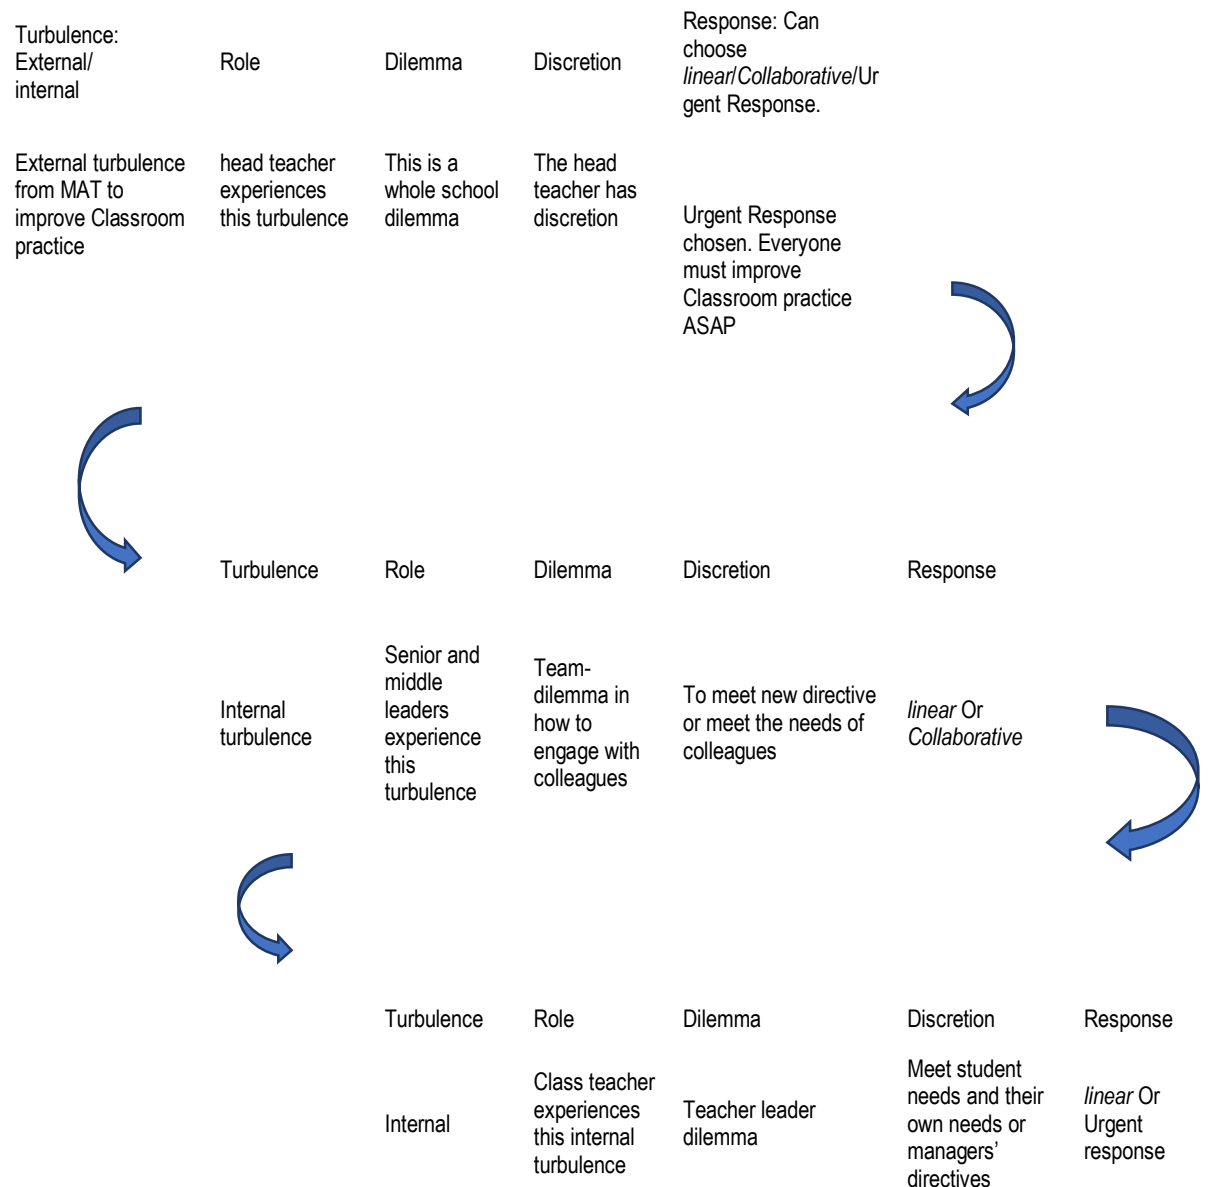 Turbulence:
External/
internal
Role
Dilemma
Discretion
Response: Can
choose
linear/Collaborative/Ur
gent Response.
External turbulence
from MAT to
improve Classroom
practice
head teacher
experiences
this turbulence
This is a
whole school
dilemma
The head
teacher has
discretion
Urgent Response
chosen. Everyone
must improve
Classroom practice
ASAP
Turbulence
Role
Dilemma
Discretion
Response
Internal
turbulence
Senior and
middle
leaders
experience
this
turbulence
Team-
dilemma in
how to
engage with
colleagues
To meet new directive
or meet the needs of
colleagues
linear Or
Collaborative
Turbulence
Role
Dilemma
Discretion
Response
Internal
Class teacher
experiences
this internal
turbulence
Teacher leader
dilemma
Meet student
needs and their
own needs or
managers’
directives
linear Or
Urgent
response